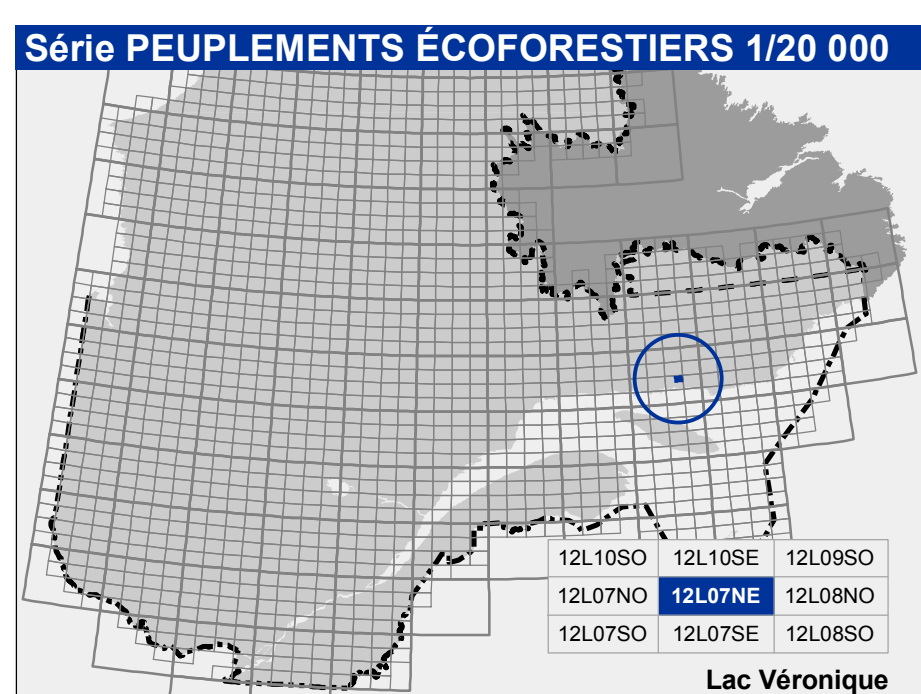 Série PEUPLEMENTS ÉCOFORESTIERS 1/20 000
12L10SO 12L10SE 12L09SO
12L07NO 12L07NE 12L08NO
12L07SO 12L07SE 12L08SO
Lac Véronique